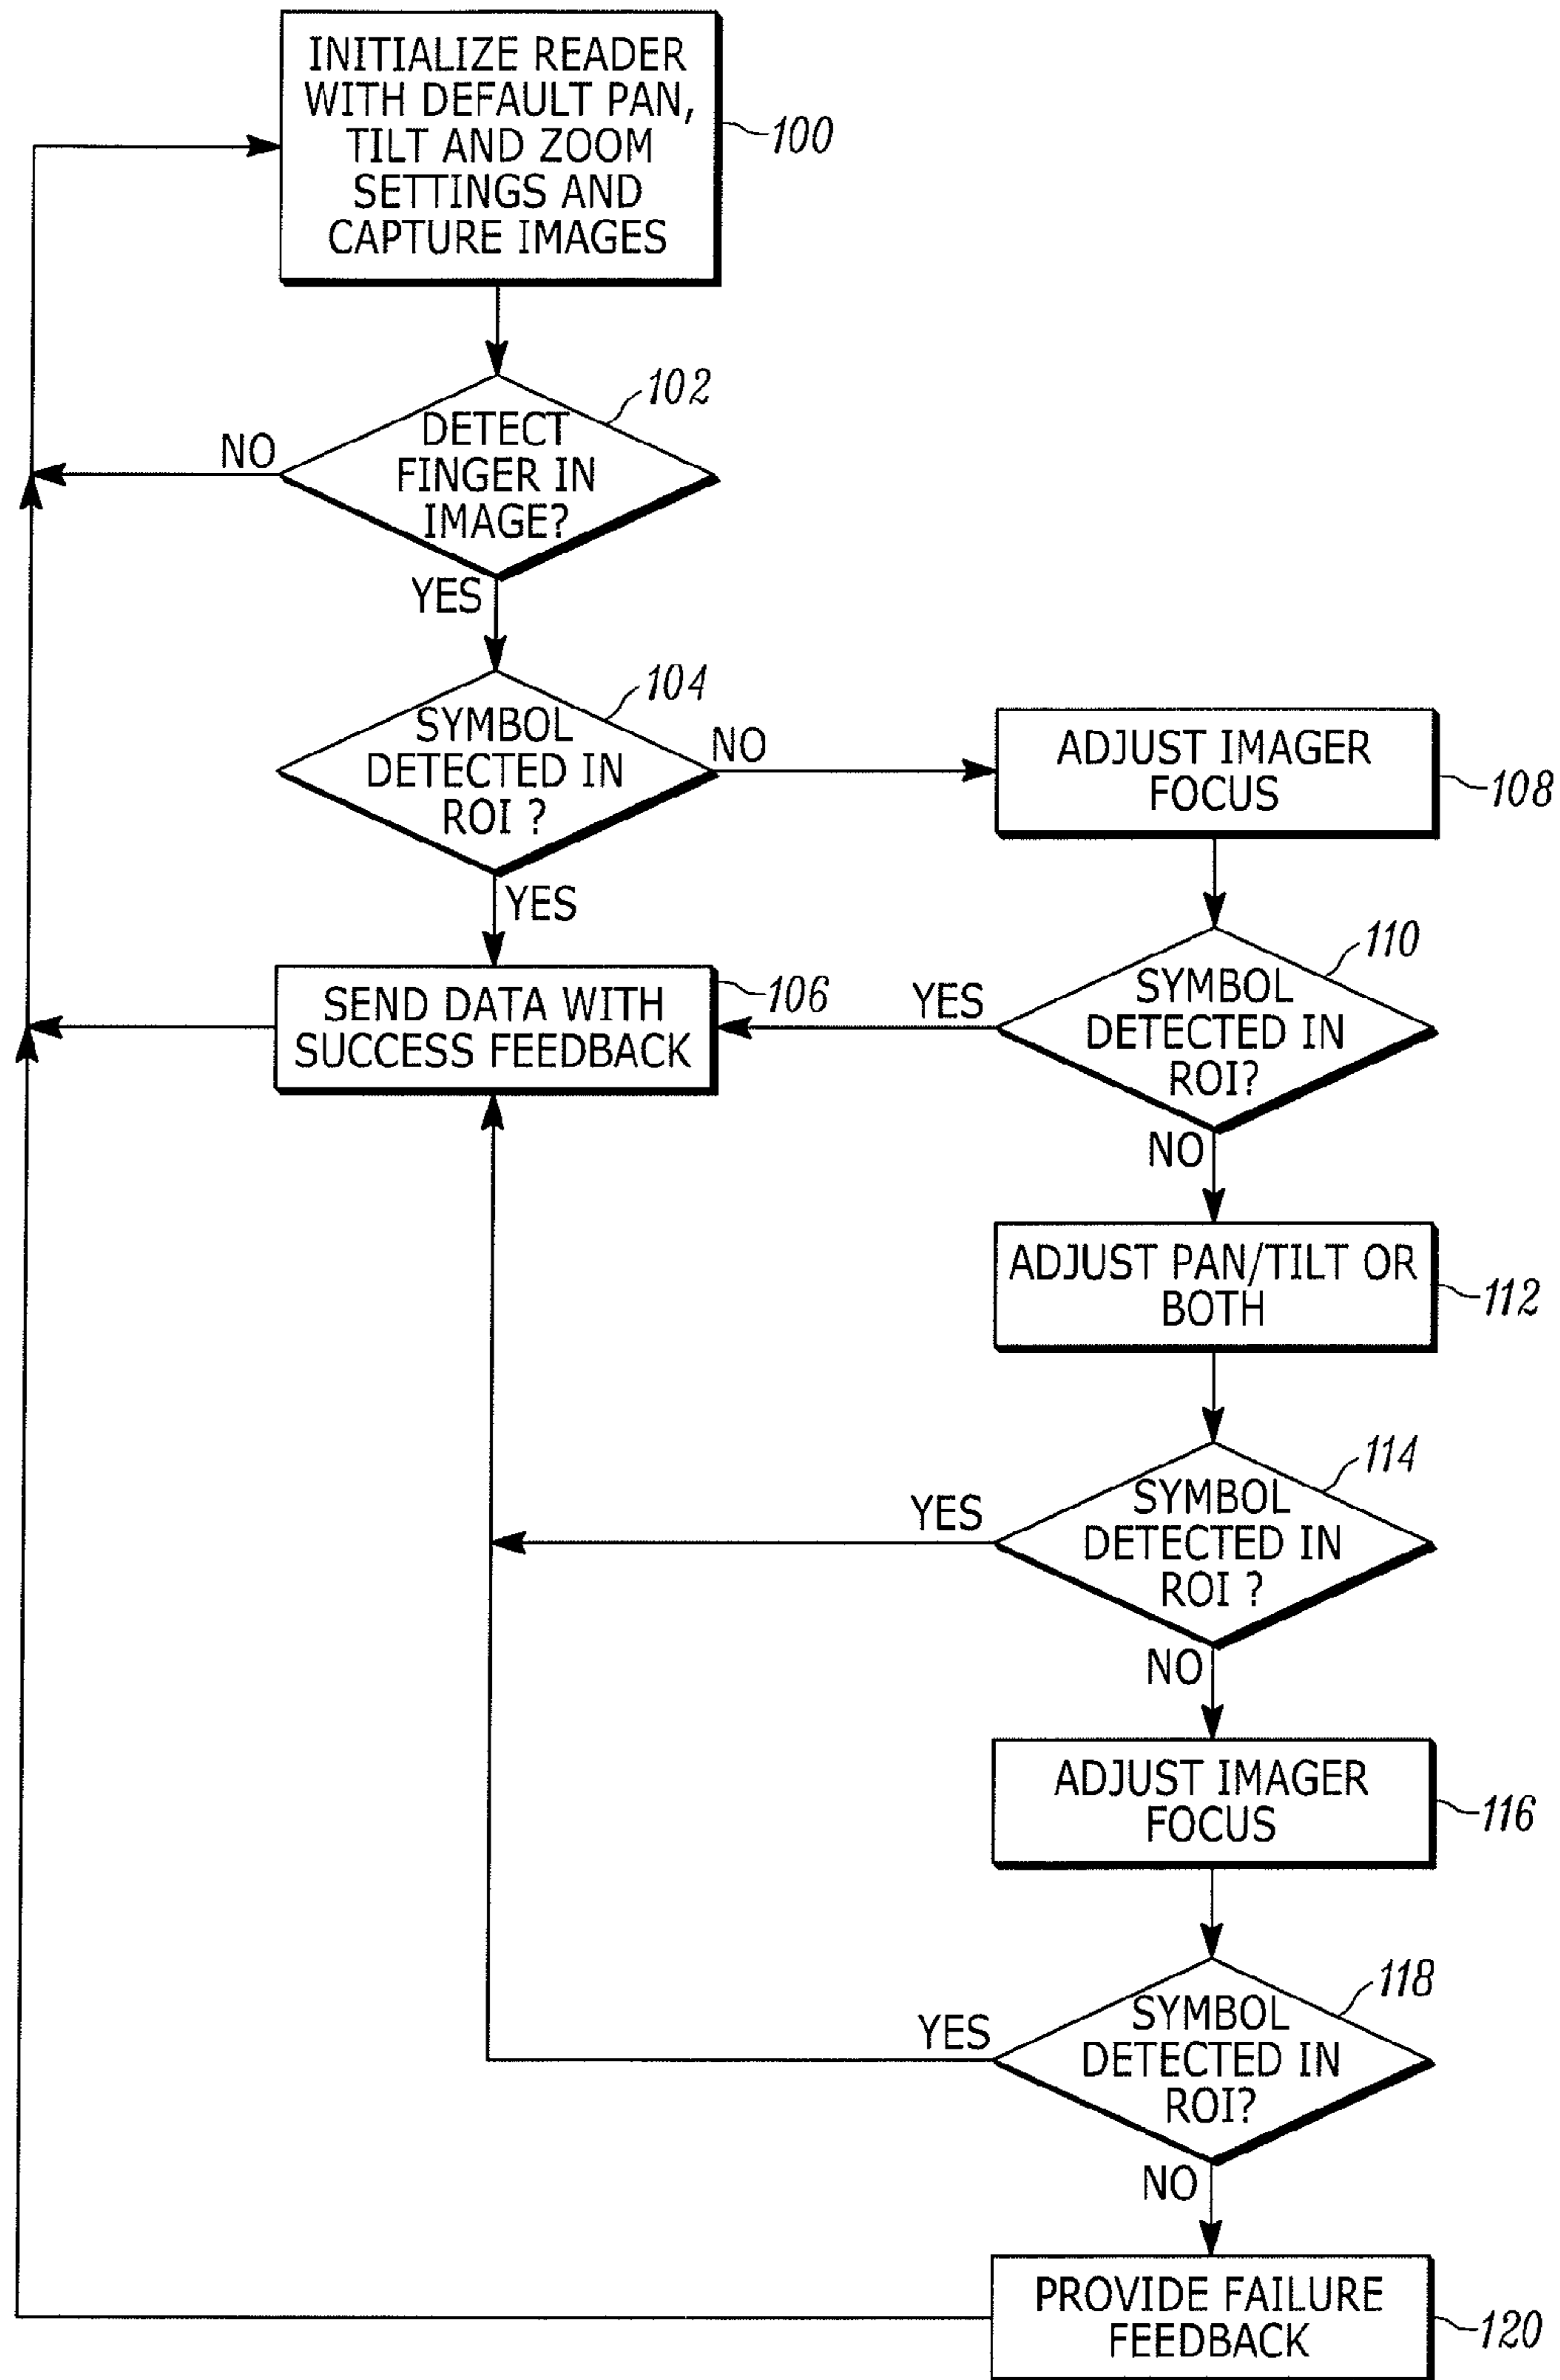 INITIALIZE READER
WITH DEFAULT PAN,
TILT AND ZOOM
SETTINGS AND
CAPTURE IMAGES
100
102
DETECT
FINGER IN
IMAGE?
NO
YES
104
SYMBOL
DETECTED IN
ROI ?
NO
YES
ADJUST IMAGER
FOCUS
108
SEND DATA WITH
SUCCESS FEEDBACK
106
110
SYMBOL
DETECTED IN
ROI?
YES
NO
ADJUST PAN/TILT OR
BOTH
112
114
SYMBOL
DETECTED IN
ROI ?
YES
NO
ADJUST IMAGER
FOCUS
116
118
SYMBOL
DETECTED IN
ROI?
YES
NO
PROVIDE FAILURE
FEEDBACK
120